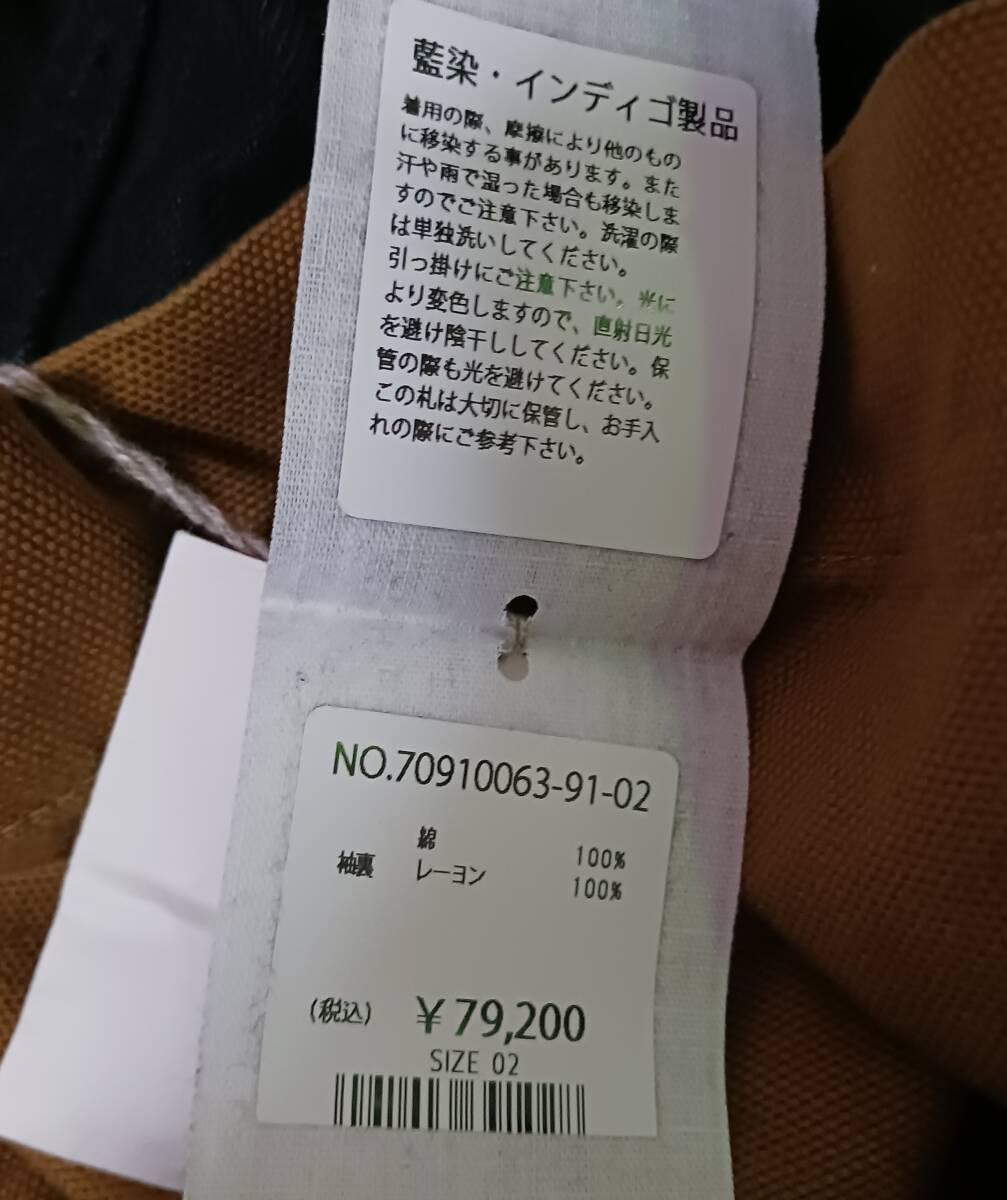 藍染・インディゴ製品
着用の際、摩擦により他のもの
に移染する事があります。また
汗や雨で湿った場合も移染しま
すのでご注意下さい。洗濯の際
は単独洗いしてください。
引っ掛けにご注意下さい。光に
より変色しますので、直射日光
を避け陰干ししてください。保
管の際も光を避けてください。
この札は大切に保管し、お手入
れの際にご参考下さい。
NO.70910063-91-02
綿 100%
袖裏 レーヨン 100%
(税込) ¥79,200
SIZE 02